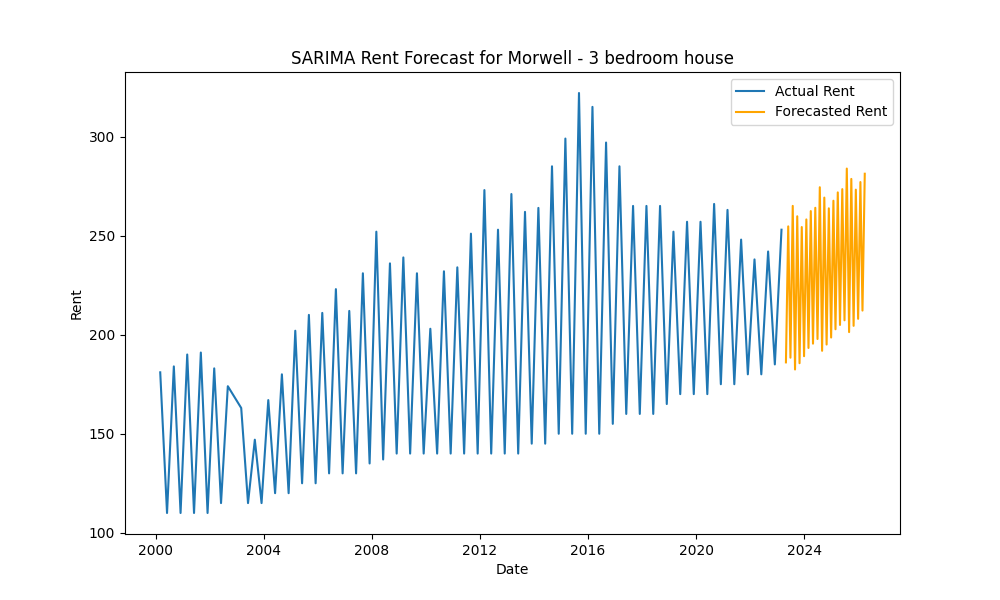 SARIMA Rent Forecast for Morwell - 3 bedroom house
Actual Rent
Forecasted Rent
300
250
200
150
100
Rent
2000 2004 2008 2012 2016 2020 2024
Date